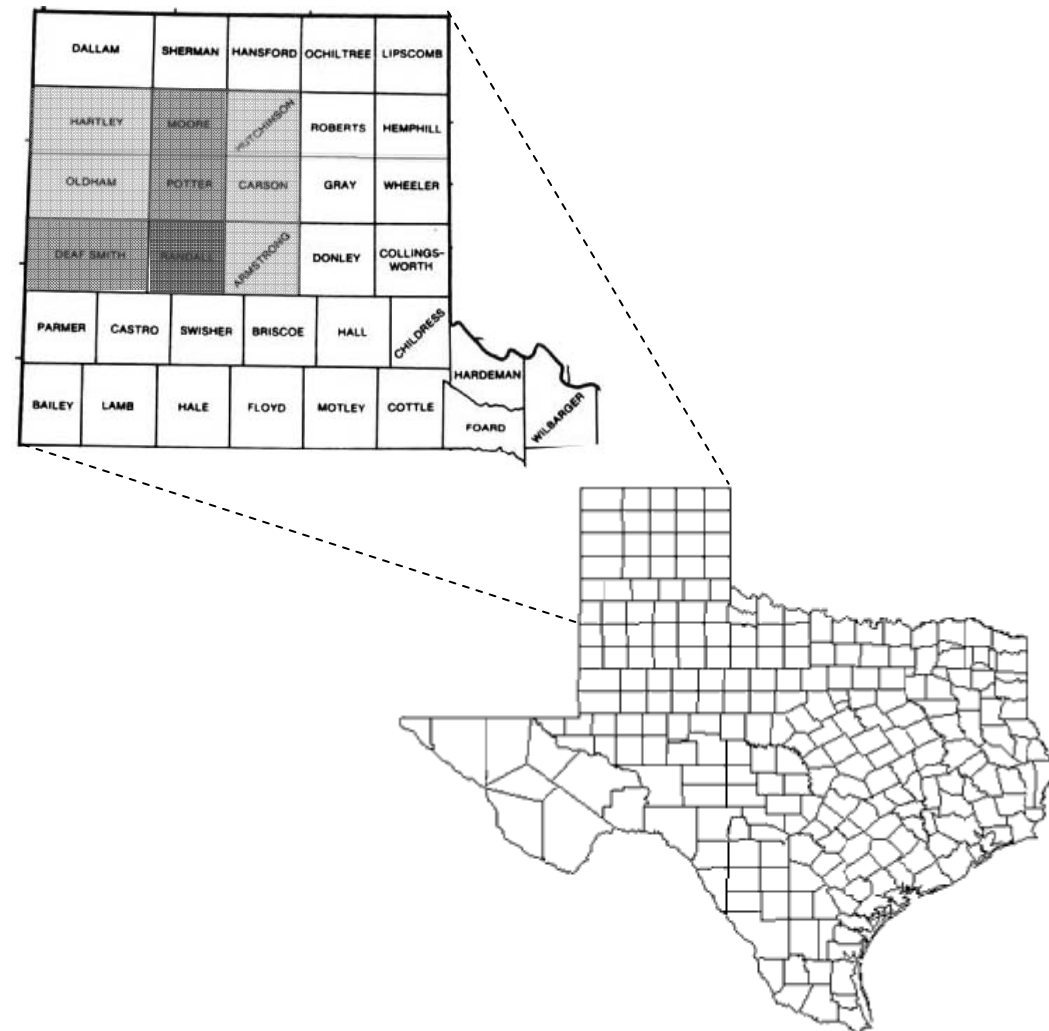 DALLAM SHERMAN HANSFORD OCHILTREE LIPSCOMB
HARTLEY MOORE HUTCHINSON ROBERTS HEMPHILL
OLDHAM POTTER CARSON GRAY WHEELER
DEAF SMITH RANDALL ARMSTRONG DONLEY COLLINGS-
WORTH
PARMER CASTRO SWISHER BRISCOE HALL CHILDRESS
HARDEMAN
BAILEY LAMB HALE FLOYD MOTLEY COTTLE
FOARD WILBARGER